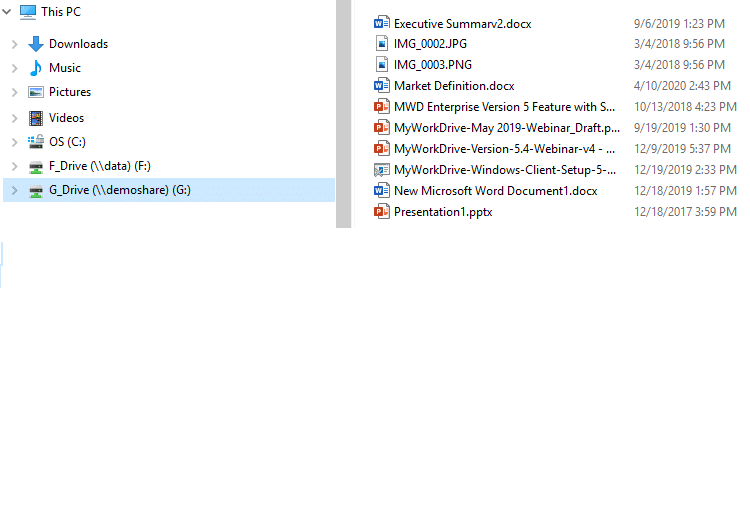 This PC
Downloads
Music
Pictures
Videos
OS (C:)
F_Drive (\\data) (F:)
G_Drive (\\demoshare) (G:)
Executive Summarv2.docx 9/6/2019 1:23 PM
IMG_0002.JPG 3/4/2018 9:56 PM
IMG_0003.PNG 3/4/2018 9:56 PM
Market Definition.docx 4/10/2020 2:43 PM
MWD Enterprise Version 5 Feature with S... 10/13/2018 4:23 PM
MyWorkDrive-May 2019-Webinar_Draft.p... 9/19/2019 1:30 PM
MyWorkDrive-Version-5.4-Webinar-v4 - ... 12/9/2019 5:37 PM
MyWorkDrive-Windows-Client-Setup-5-... 12/19/2019 2:33 PM
New Microsoft Word Document1.docx 12/18/2019 1:57 PM
Presentation1.pptx 12/18/2017 3:59 PM